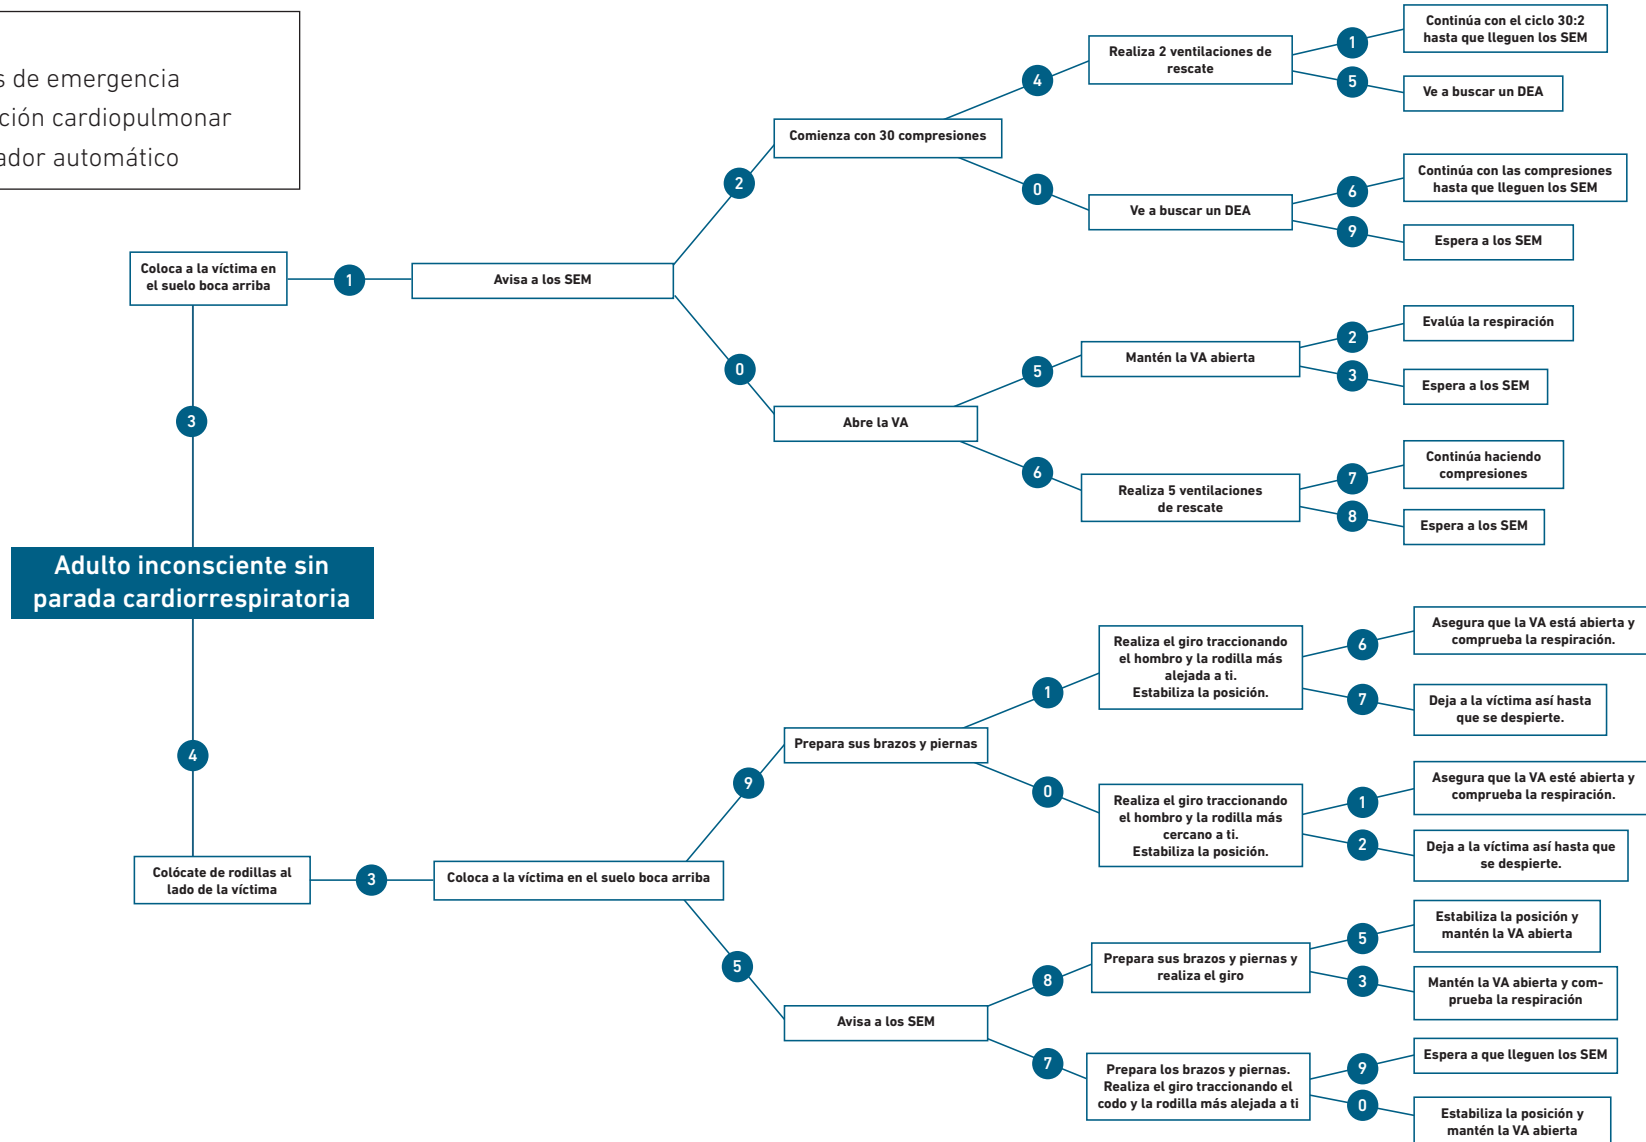 s de emergencia
ción cardiopulmonar
ador automático
Adulto inconsciente sin
parada cardiorrespiratoria
3
Coloca a la víctima en
el suelo boca arriba
1
Avisa a los SEM
2
Comienza con 30 compresiones
4
Realiza 2 ventilaciones de
rescate
1
Continúa con el ciclo 30:2
hasta que lleguen los SEM
5
Ve a buscar un DEA
0
Ve a buscar un DEA
6
Continúa con las compresiones
hasta que lleguen los SEM
9
Espera a los SEM
0
Abre la VA
5
Mantén la VA abierta
2
Evalúa la respiración
3
Espera a los SEM
6
Realiza 5 ventilaciones
de rescate
7
Continúa haciendo
compresiones
8
Espera a los SEM
4
Colócate de rodillas al
lado de la víctima
3
Coloca a la víctima en el suelo boca arriba
9
Prepara sus brazos y piernas
1
Realiza el giro traccionando
el hombro y la rodilla más
alejada a ti.
Estabiliza la posición.
6
Asegura que la VA está abierta y
comprueba la respiración.
7
Deja a la víctima así hasta
que se despierte.
0
Realiza el giro traccionando
el hombro y la rodilla más
cercano a ti.
Estabiliza la posición.
1
Asegura que la VA esté abierta y
comprueba la respiración.
2
Deja a la víctima así hasta que
se despierte.
5
Avisa a los SEM
8
Prepara sus brazos y piernas y
realiza el giro
5
Estabiliza la posición y
mantén la VA abierta
3
Mantén la VA abierta y com-
prueba la respiración
7
Prepara los brazos y piernas.
Realiza el giro traccionando el
codo y la rodilla más alejada a ti
9
Espera a que lleguen los SEM
0
Estabiliza la posición y
mantén la VA abierta